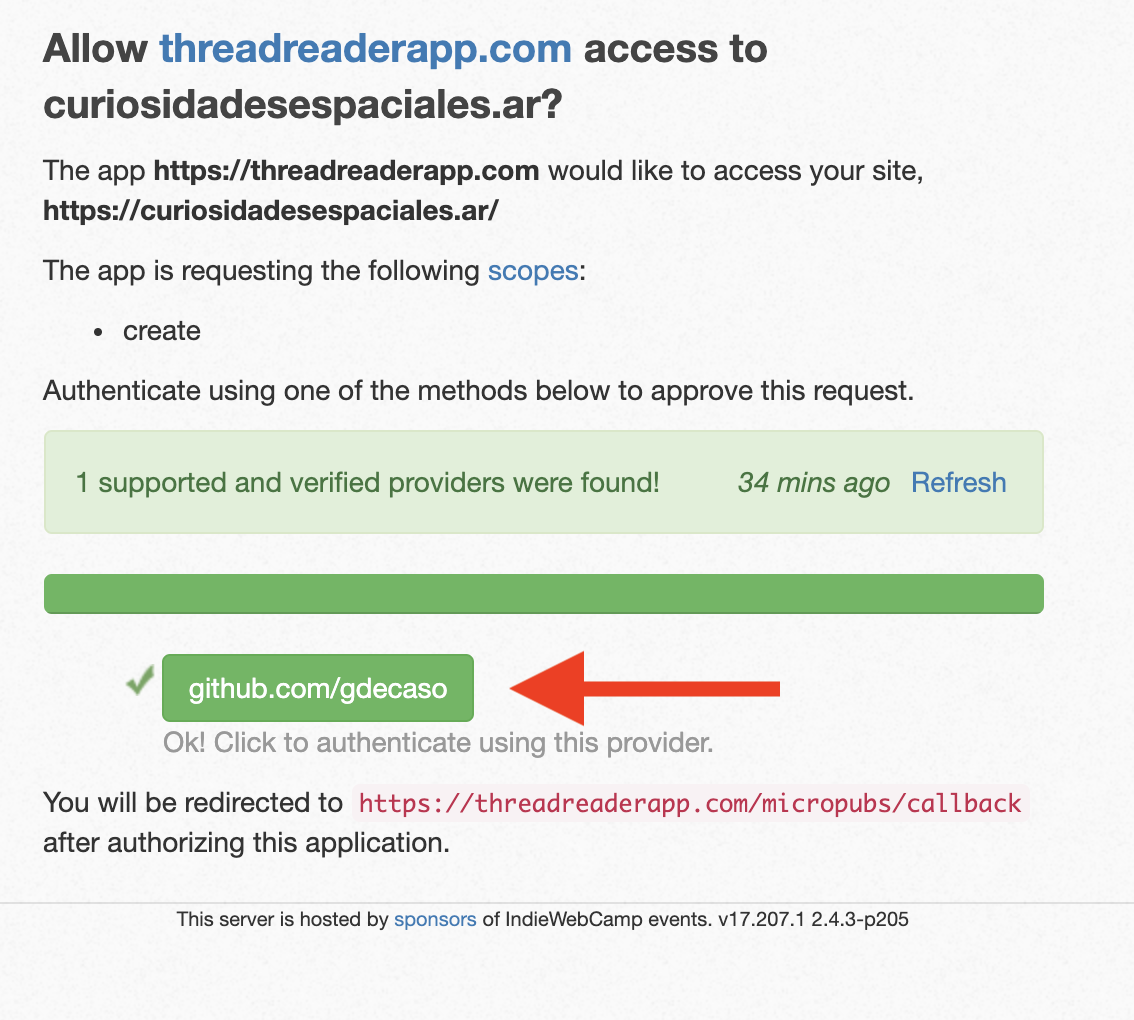 Allow threadreaderapp.com access to
curiosidadesespaciales.ar?
The app https://threadreaderapp.com would like to access your site,
https://curiosidadesespaciales.ar/
The app is requesting the following scopes:
• create
Authenticate using one of the methods below to approve this request.
1 supported and verified providers were found! 34 mins ago Refresh
github.com/gdecaso
Ok! Click to authenticate using this provider.
You will be redirected to https://threadreaderapp.com/micropubs/callback
after authorizing this application.
This server is hosted by sponsors of IndieWebCamp events. v17.207.1 2.4.3-p205